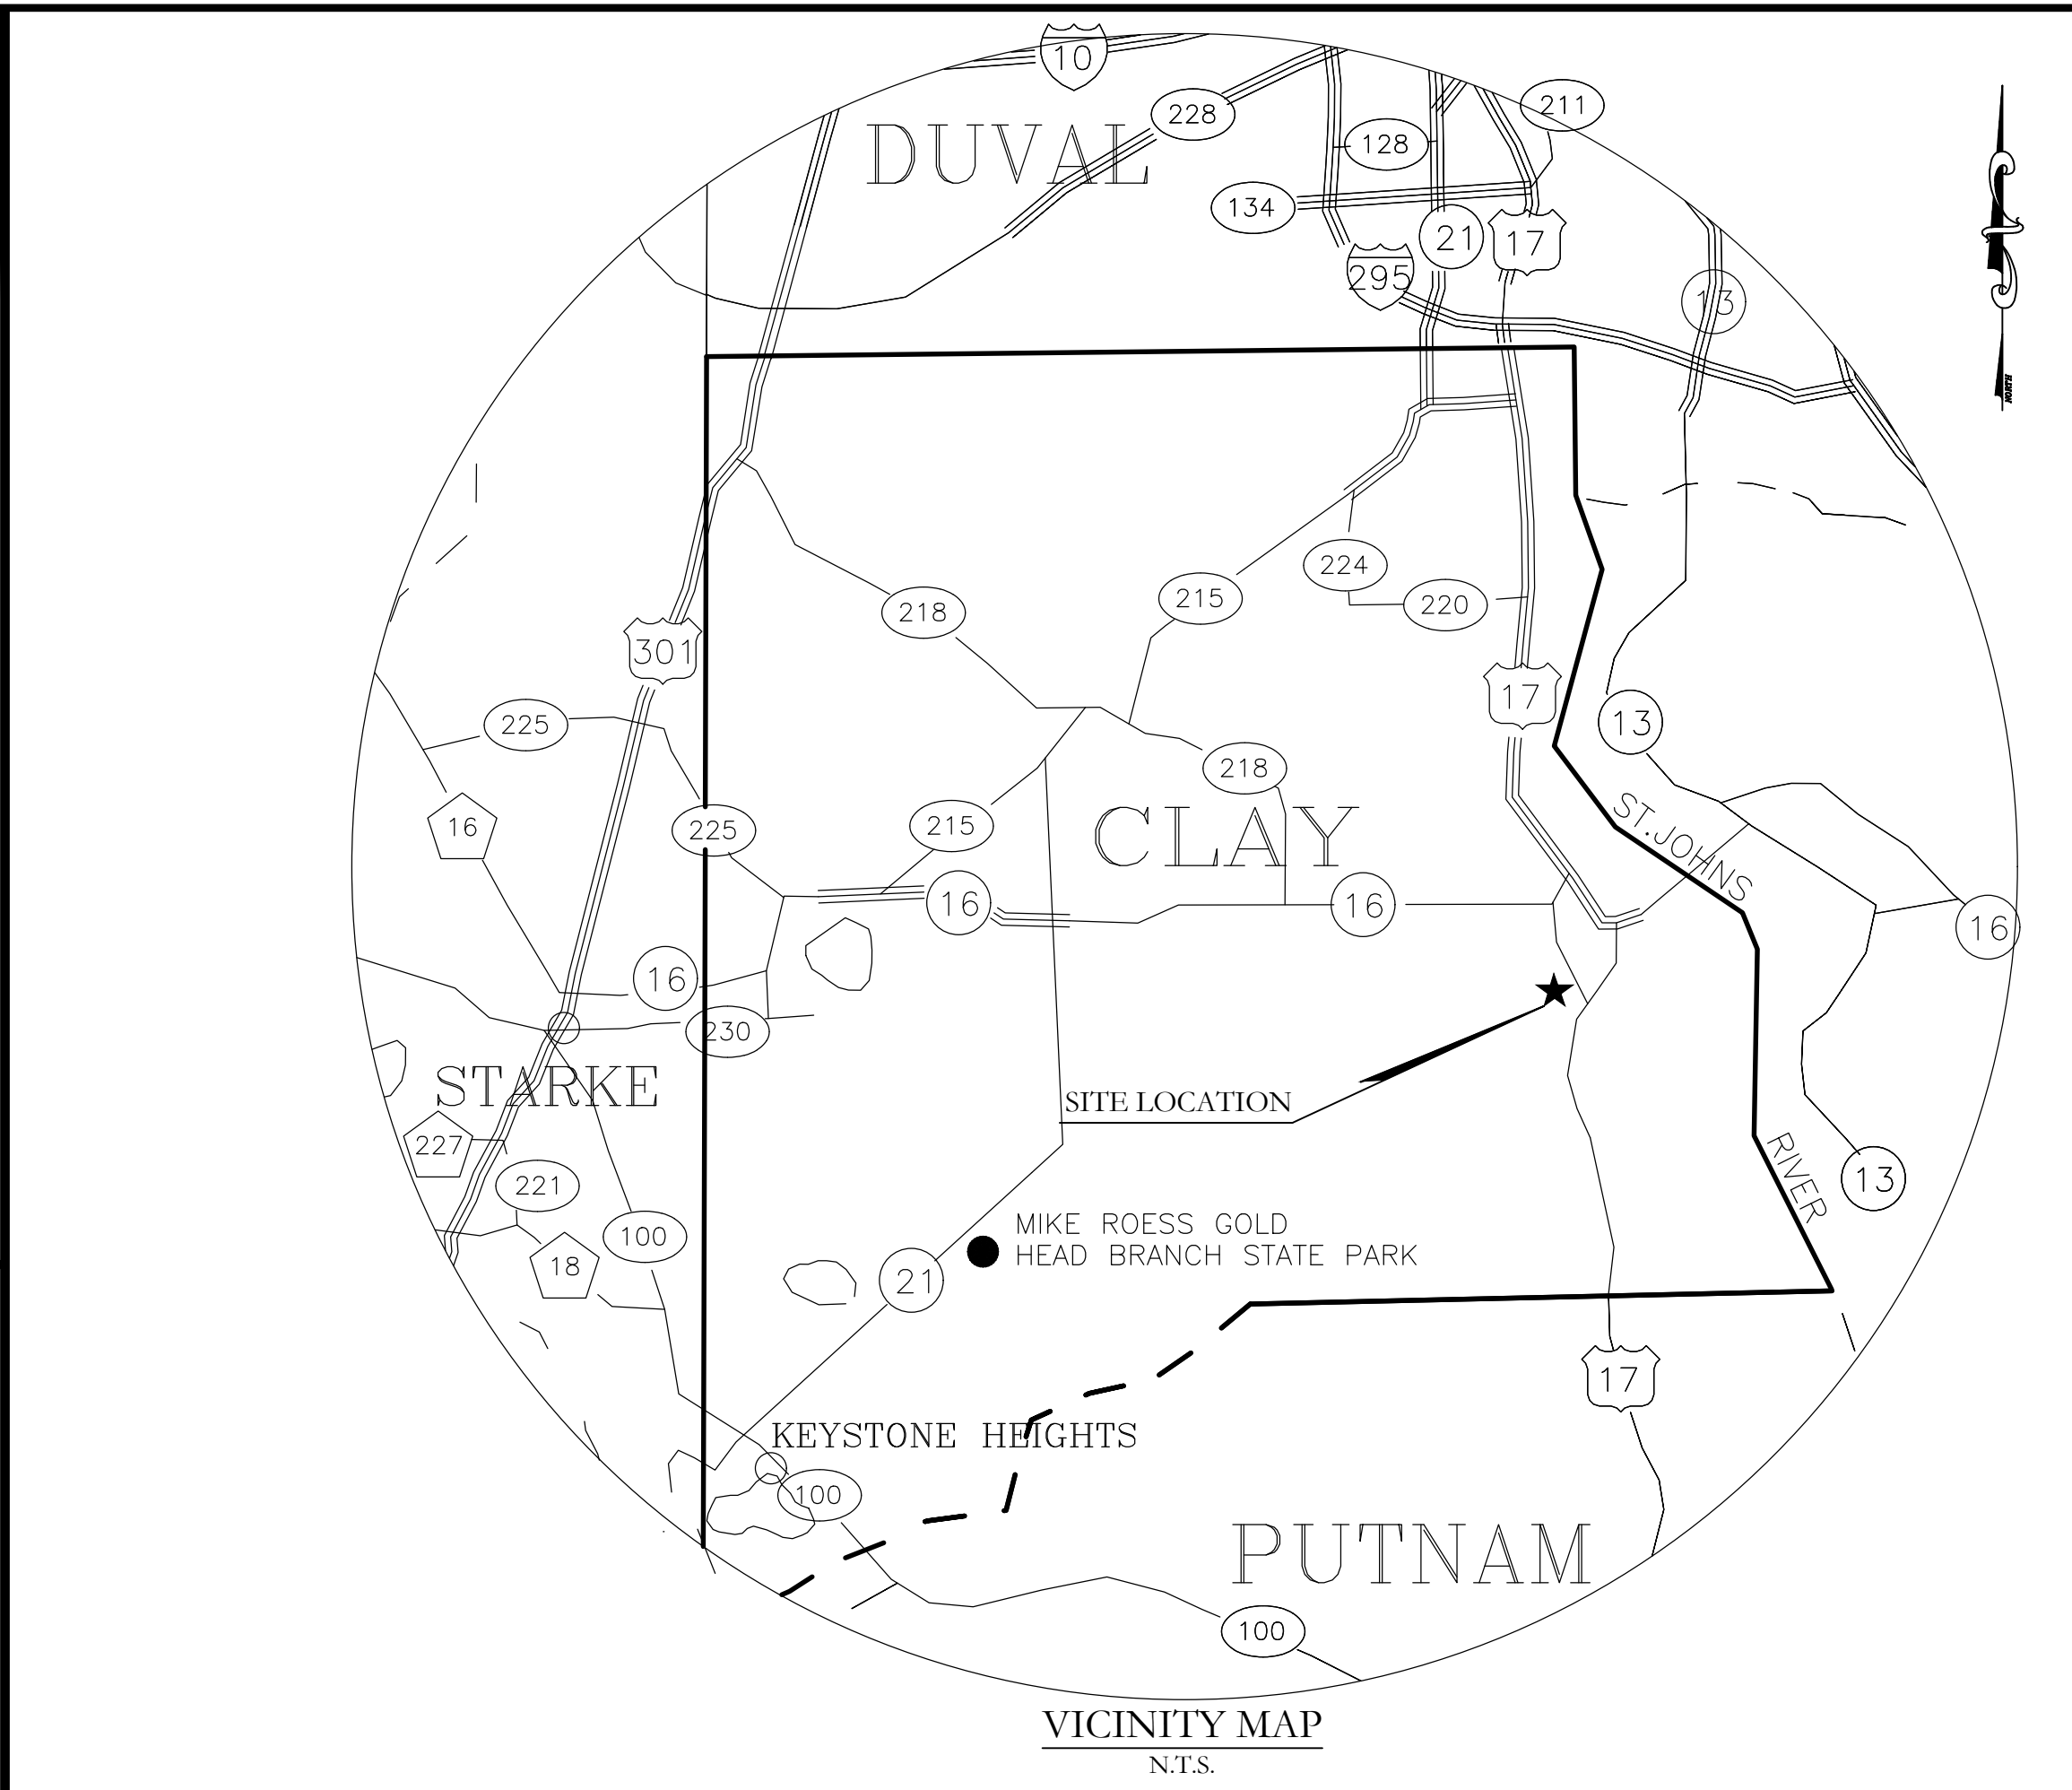 10
228
211
DUVAL
128
134
21
17
295
13
NORTH
224
215
218
220
301
17
225
13
218
16
225
215
CLAY
ST.JOHNS
16
16
16
16
230
STARKE
SITE LOCATION
227
RIVER
13
221
100
MIKE ROESS GOLD
HEAD BRANCH STATE PARK
18
21
17
KEYSTONE HEIGHTS
100
PUTNAM
100
VICINITY MAP
N.T.S.